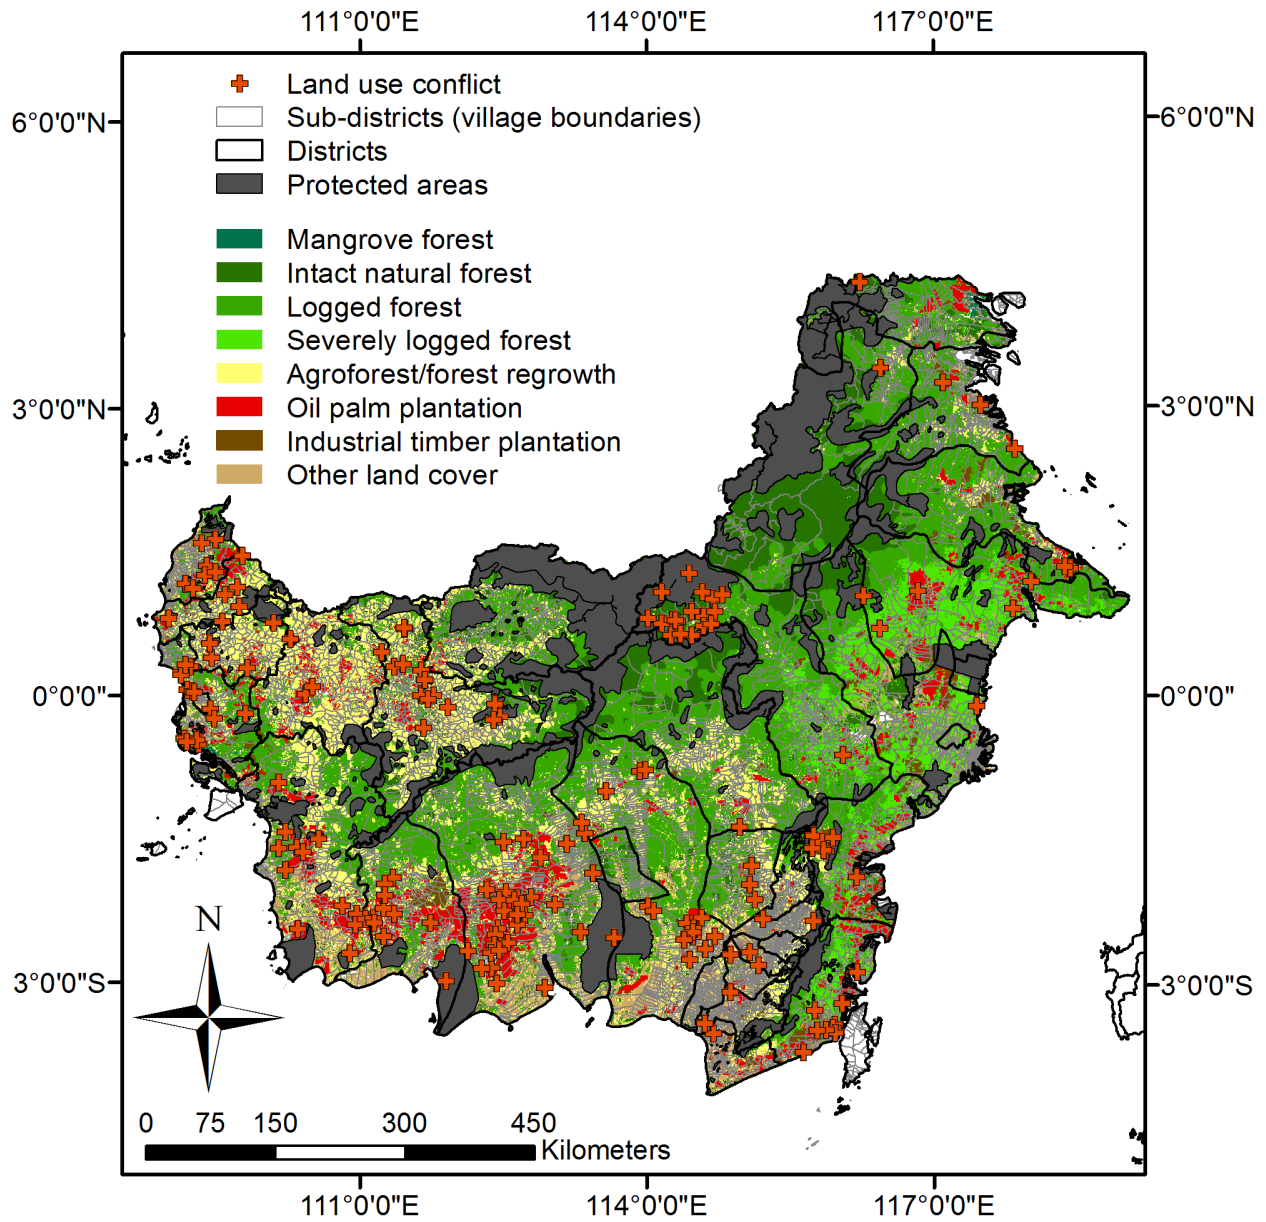 111°0'0"E 114°0'0"E 117°0'0"E
Land use conflict
Sub-districts (village boundaries)
Districts
Protected areas
Mangrove forest
Intact natural forest
Logged forest
Severely logged forest
Agroforest/forest regrowth
Oil palm plantation
Industrial timber plantation
Other land cover
6°0'0"N 6°0'0"N
3°0'0"N 3°0'0"N
0°0'0" 0°0'0"
3°0'0"S 3°0'0"S
N
0 75 150 300 450
Kilometers
111°0'0"E 114°0'0"E 117°0'0"E